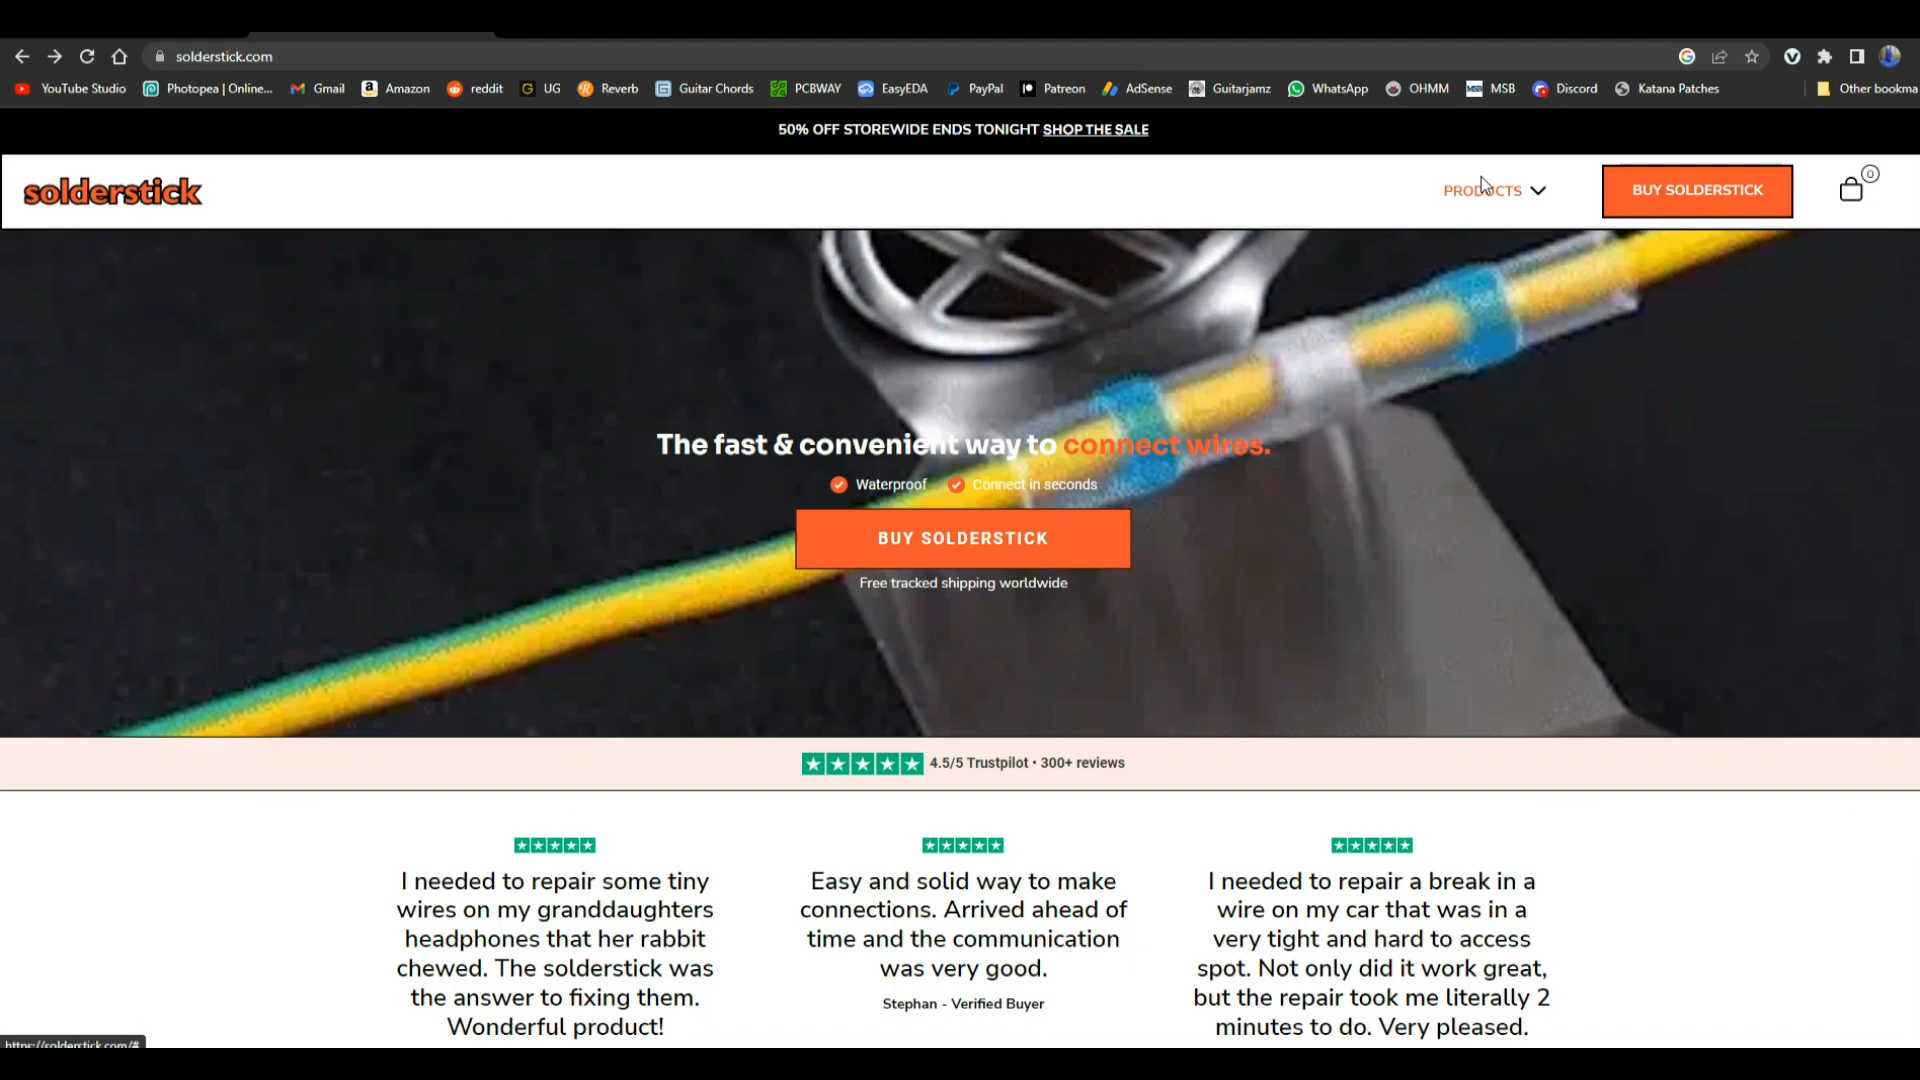 solderstick.com
YouTube Studio Photopea | Online... Gmail Amazon reddit UG Reverb Guitar Chords PCBWAY EasyEDA PayPal Patreon AdSense Guitarjamz WhatsApp OHMM MSB Discord Katana Patches Other bookma
50% OFF STOREWIDE ENDS TONIGHT SHOP THE SALE
solderstick PRODUCTS BUY SOLDERSTICK 0
The fast & convenient way to connect wires.
Waterproof Connect in seconds
BUY SOLDERSTICK
Free tracked shipping worldwide
4.5/5 Trustpilot • 300+ reviews
I needed to repair some tiny
wires on my granddaughters
headphones that her rabbit
chewed. The solderstick was
the answer to fixing them.
Wonderful product!
Easy and solid way to make
connections. Arrived ahead of
time and the communication
was very good.
Stephan - Verified Buyer
I needed to repair a break in a
wire on my car that was in a
very tight and hard to access
spot. Not only did it work great,
but the repair took me literally 2
minutes to do. Very pleased.
https://solderstick.com/#